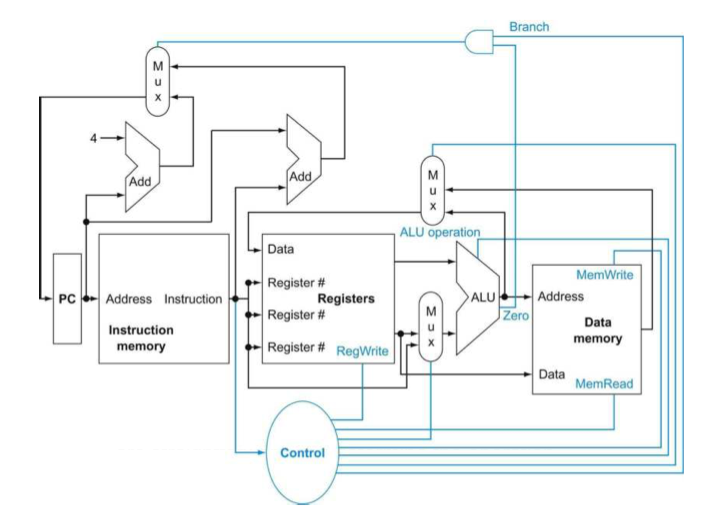 Branch
M
u
x
4
Add
Add
M
u
x
ALU operation
Data
Register #
Registers
Register #
Register #
RegWrite
PC
Address
Instruction
Instruction
memory
M
u
x
ALU
Zero
MemWrite
Address
Data
memory
Data
MemRead
Control